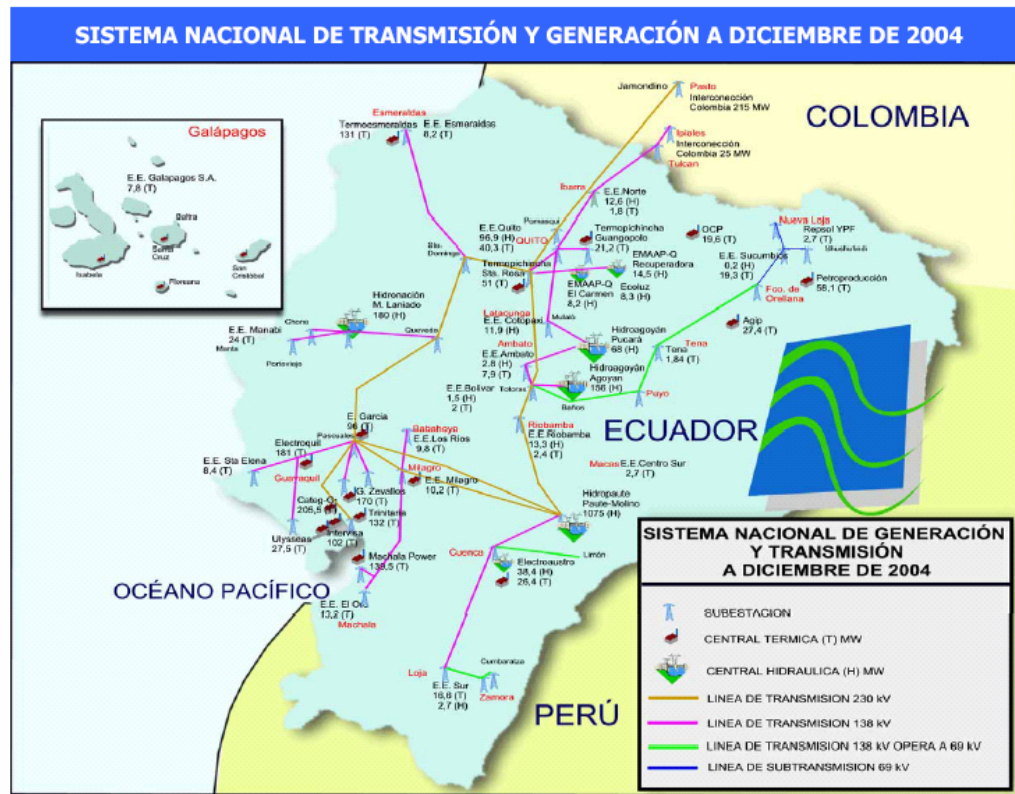 SISTEMA NACIONAL DE TRANSMISIÓN Y GENERACIÓN A DICIEMBRE DE 2004
Galápagos
E.E. Galapagos S.A.
7,8 (T)
Baltra
Santa
Cruz
Isabela
San
Cristóbal
Floreana
COLOMBIA
Jamondino
Pasto
Interconección
Colombia 215 MW
Ipiales
Interconección
Colombia 25 MW
Tulcan
Esmeraldas
Termoesmeraldas
131 (T)
E.E. Esmeraldas
8,2 (T)
Ibarra
E.E.Norte
12,6 (H)
1,8 (T)
Pomasqui
E.E.Quito
96,9 (H)
40,3 (T)
QUITO
Termopichincha
Guangopolo
21,2 (T)
OCP
19,6 (T)
Nueva Loja
Repsol YPF
2,7 (T)
Shushufindi
E.E. Sucumbios
0,2 (H)
19,3 (T)
Petroproducción
58,1 (T)
Fco. de
Orellana
Sto.
Domingo
Termopichincha
Sta. Rosa
51 (T)
EMAAP-Q
Recuperadora
14,5 (H)
EMAAP-Q
El Carmen
8,2 (H)
Ecoluz
8,3 (H)
Hidronación
M. Laniado
180 (H)
Latacunga
E.E. Cotopaxi
11,9 (H)
Mulaló
Agip
27,4 (T)
Chone
E.E. Manabi
24 (T)
Manta
Portoviejo
Quevedo
Ambato
E.E.Ambato
2.8 (H)
7,9 (T)
Hidroagoyán
Pucará
68 (H)
Tena
Tena
1,84 (T)
Hidroagoyán
Agoyan
156 (H)
E.E.Bolivar
1,5 (H)
2 (T)
Totoras
Baños
Puyo
ECUADOR
E. Garcia
96 (T)
Pascuales
Babahoyo
E.E.Los Ríos
9,8 (T)
Riobamba
E.E.Riobamba
13,3 (H)
2,4 (T)
Electroquil
181 (T)
E.E. Sta Elena
8,4 (T)
Guayaquil
Milagro
E.E. Milagro
10,2 (T)
Macas
E.E.Centro Sur
2,7 (T)
G. Zevallos
170 (T)
Categ-G
205,5 (T)
Trinitaria
132 (T)
Intervisa
102 (T)
Ulysseas
27,5 (T)
Hidropaute
Paute-Molino
1075 (H)
Machala Power
139,5 (T)
Cuenca
Limón
Electroaustro
38,4 (H)
26,4 (T)
OCÉANO PACÍFICO
E.E. El Oro
13,2 (T)
Machala
Loja
E.E. Sur
16,6 (T)
2,7 (H)
Cumbaratza
Zamora
PERÚ
SISTEMA NACIONAL DE GENERACIÓN
Y TRANSMISIÓN
A DICIEMBRE DE 2004
SUBESTACION
CENTRAL TERMICA (T) MW
CENTRAL HIDRAULICA (H) MW
LINEA DE TRANSMISION 230 kV
LINEA DE TRANSMISION 138 kV
LINEA DE TRANSMISION 138 kV OPERA A 69 kV
LINEA DE SUBTRANSMISION 69 kV